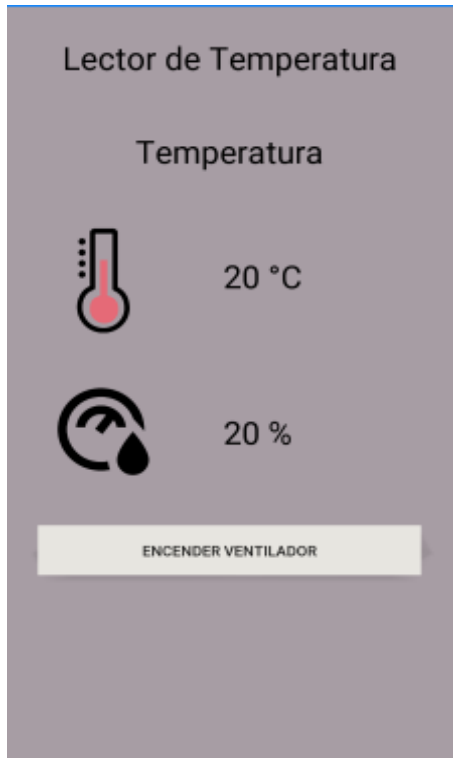 Lector de Temperatura
Temperatura
20 °C
20 %
ENCENDER VENTILADOR